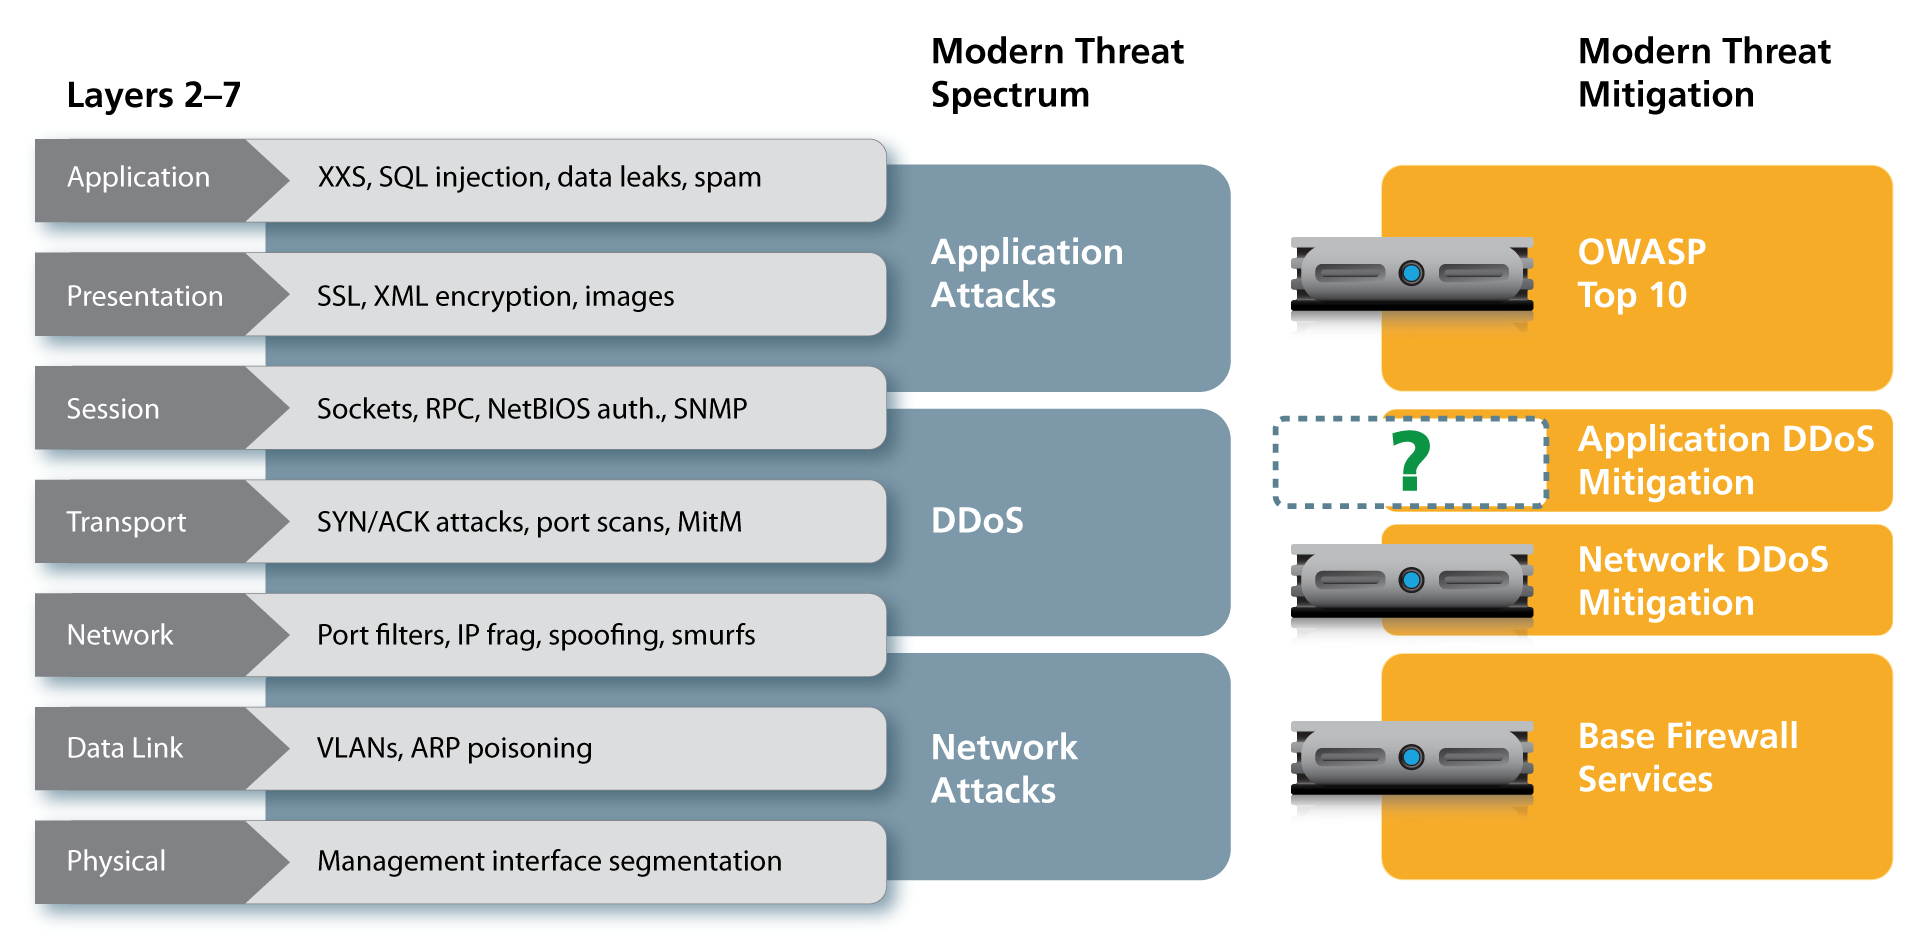 Layers 2–7
Modern Threat
Spectrum
Modern Threat
Mitigation
Application
XXS, SQL injection, data leaks, spam
Presentation
SSL, XML encryption, images
Session
Sockets, RPC, NetBIOS auth., SNMP
Transport
SYN/ACK attacks, port scans, MitM
Network
Port filters, IP frag, spoofing, smurfs
Data Link
VLANs, ARP poisoning
Physical
Management interface segmentation
Application
Attacks
DDoS
Network
Attacks
OWASP
Top 10
?
Application DDoS
Mitigation
Network DDoS
Mitigation
Base Firewall
Services